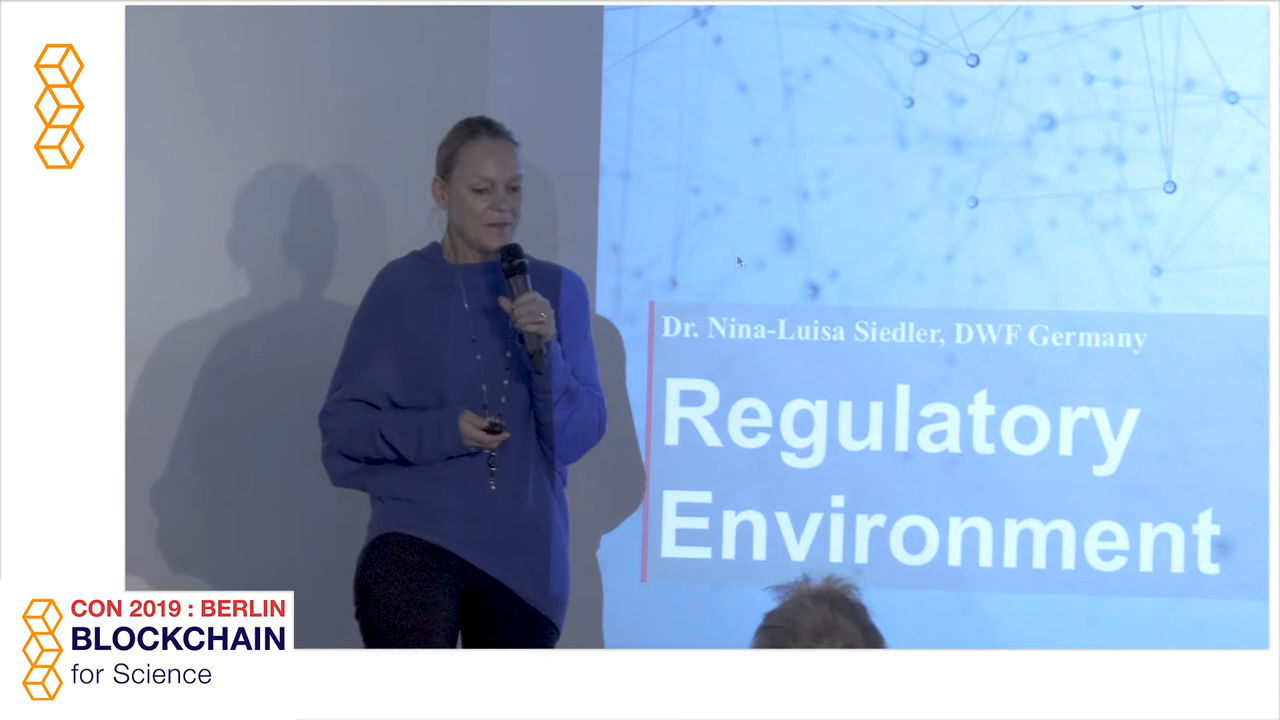 Dr. Nina-Luisa Siedler, DWF Germany
Regulatory
Environment
CON 2019 : BERLIN
BLOCKCHAIN
for Science